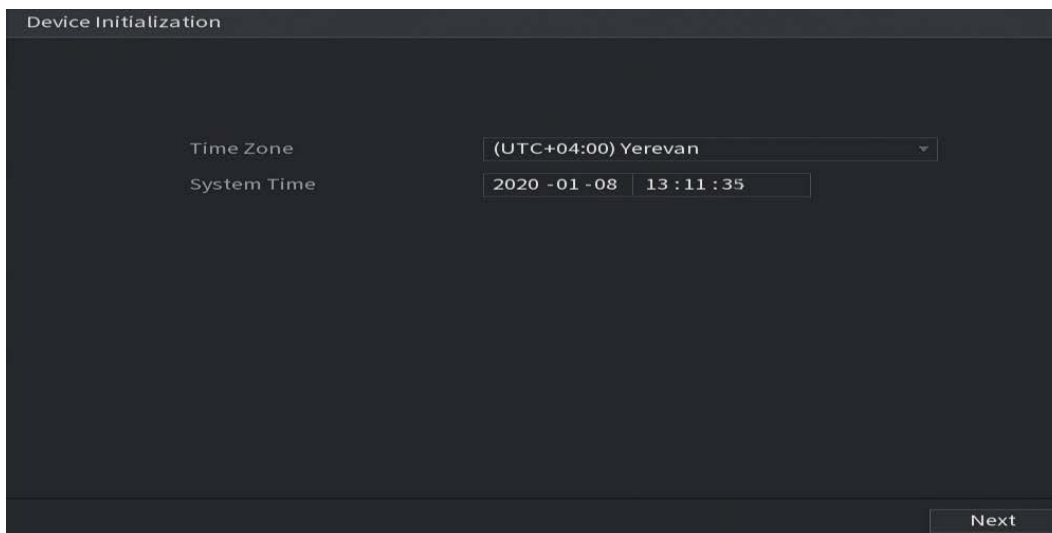 Device Initialization
Time Zone (UTC+04:00) Yerevan
System Time 2020 -01 -08 13 : 11 : 35
Next